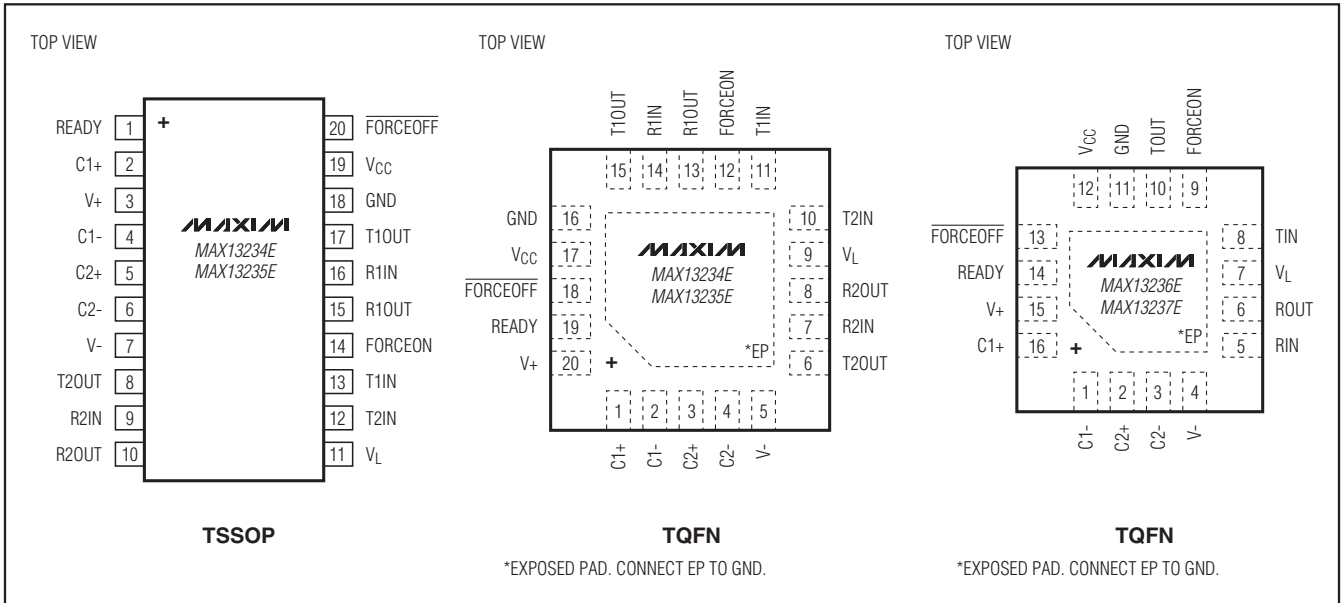 TOP VIEW
READY 1 + 20 FORCEOFF
C1+ 2 19 VCC
V+ 3 18 GND
C1- 4 MAXIM 17 T1OUT
MAX13234E
C2+ 5 MAX13235E 16 R1IN
C2- 6 15 R1OUT
V- 7 14 FORCEON
T2OUT 8 13 T1IN
R2IN 9 12 T2IN
R2OUT 10 11 VL
TSSOP
TOP VIEW
T1OUT R1IN R1OUT FORCEON T1IN
15 14 13 12 11
GND 16 10 T2IN
VCC 17 MAXIM 9 VL
MAX13234E
FORCEOFF 18 MAX13235E 8 R2OUT
READY 19 7 R2IN
*EP
V+ 20 + 6 T2OUT
1 2 3 4 5
C1+ C1- C2+ C2- V-
TQFN
*EXPOSED PAD. CONNECT EP TO GND.
TOP VIEW
VCC GND TOUT FORCEON
12 11 10 9
FORCEOFF 13 8 TIN
MAXIM
READY 14 MAX13236E 7 VL
MAX13237E
V+ 15 6 ROUT
*EP
C1+ 16 + 5 RIN
1 2 3 4
C1- C2+ C2- V-
TQFN
*EXPOSED PAD. CONNECT EP TO GND.